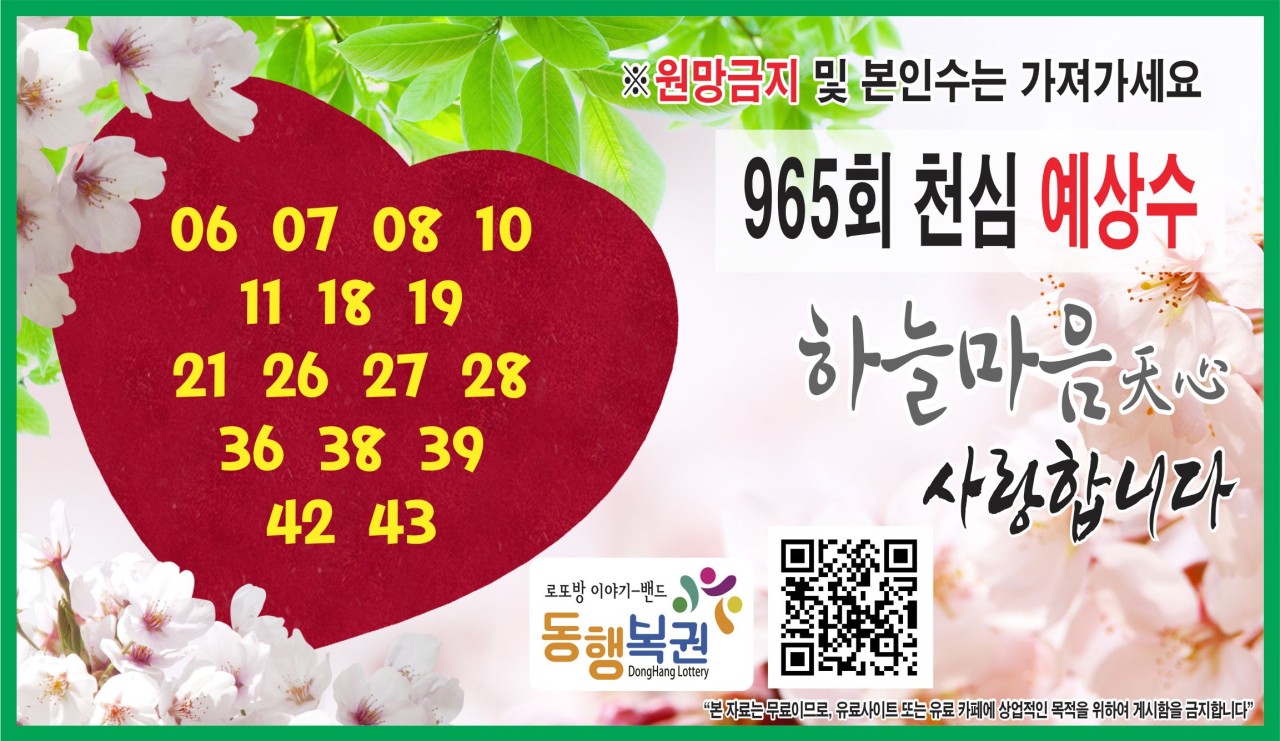 ※원망금지 및 본인수는 가져가세요
965회 천심 예상수
06 07 08 10
11 18 19
21 26 27 28
36 38 39
42 43
하늘마음 天心
사랑합니다
로또방 이야기-밴드
동행복권
DongHang Lottery
“본 자료는 무료이므로, 유료사이트 또는 유료 카페에 상업적인 목적을 위하여 게시함을 금지합니다”